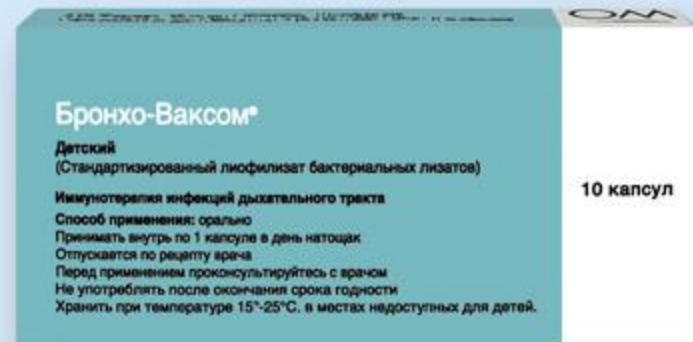 OM
Бронхо-Ваксом®
Детский
(Стандартизированный лиофилизат бактериальных лизатов)
Иммунотерапия инфекций дыхательного тракта
Способ применения: орально
Принимать внутрь по 1 капсуле в день натощак
Отпускается по рецепту врача
Перед применением проконсультируйтесь с врачом
Не употреблять после окончания срока годности
Хранить при температуре 15°-25°С. в местах недоступных для детей.
10 капсул